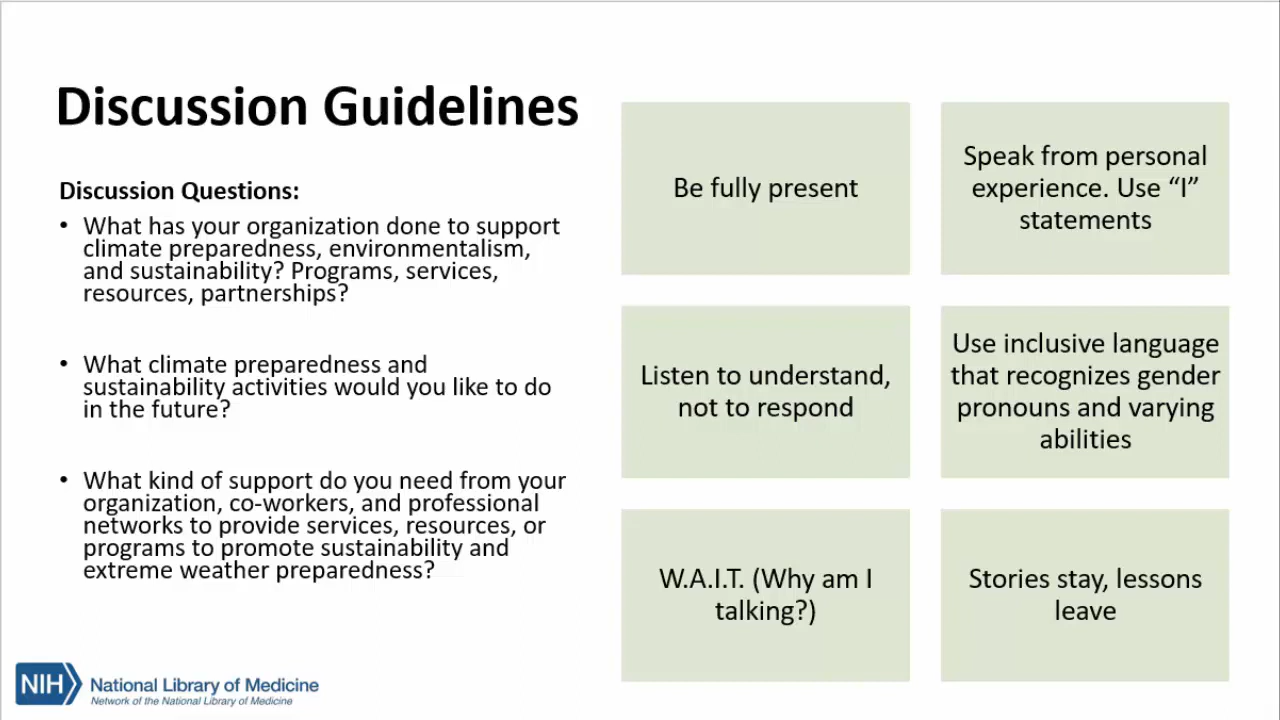 Discussion Guidelines
Discussion Questions:
• What has your organization done to support
climate preparedness, environmentalism,
and sustainability? Programs, services,
resources, partnerships?
• What climate preparedness and
sustainability activities would you like to do
in the future?
• What kind of support do you need from your
organization, co-workers, and professional
networks to provide services, resources, or
programs to promote sustainability and
extreme weather preparedness?
Be fully present
Speak from personal
experience. Use “I”
statements
Listen to understand,
not to respond
Use inclusive language
that recognizes gender
pronouns and varying
abilities
W.A.I.T. (Why am I
talking?)
Stories stay, lessons
leave
NIH National Library of Medicine
Network of the National Library of Medicine